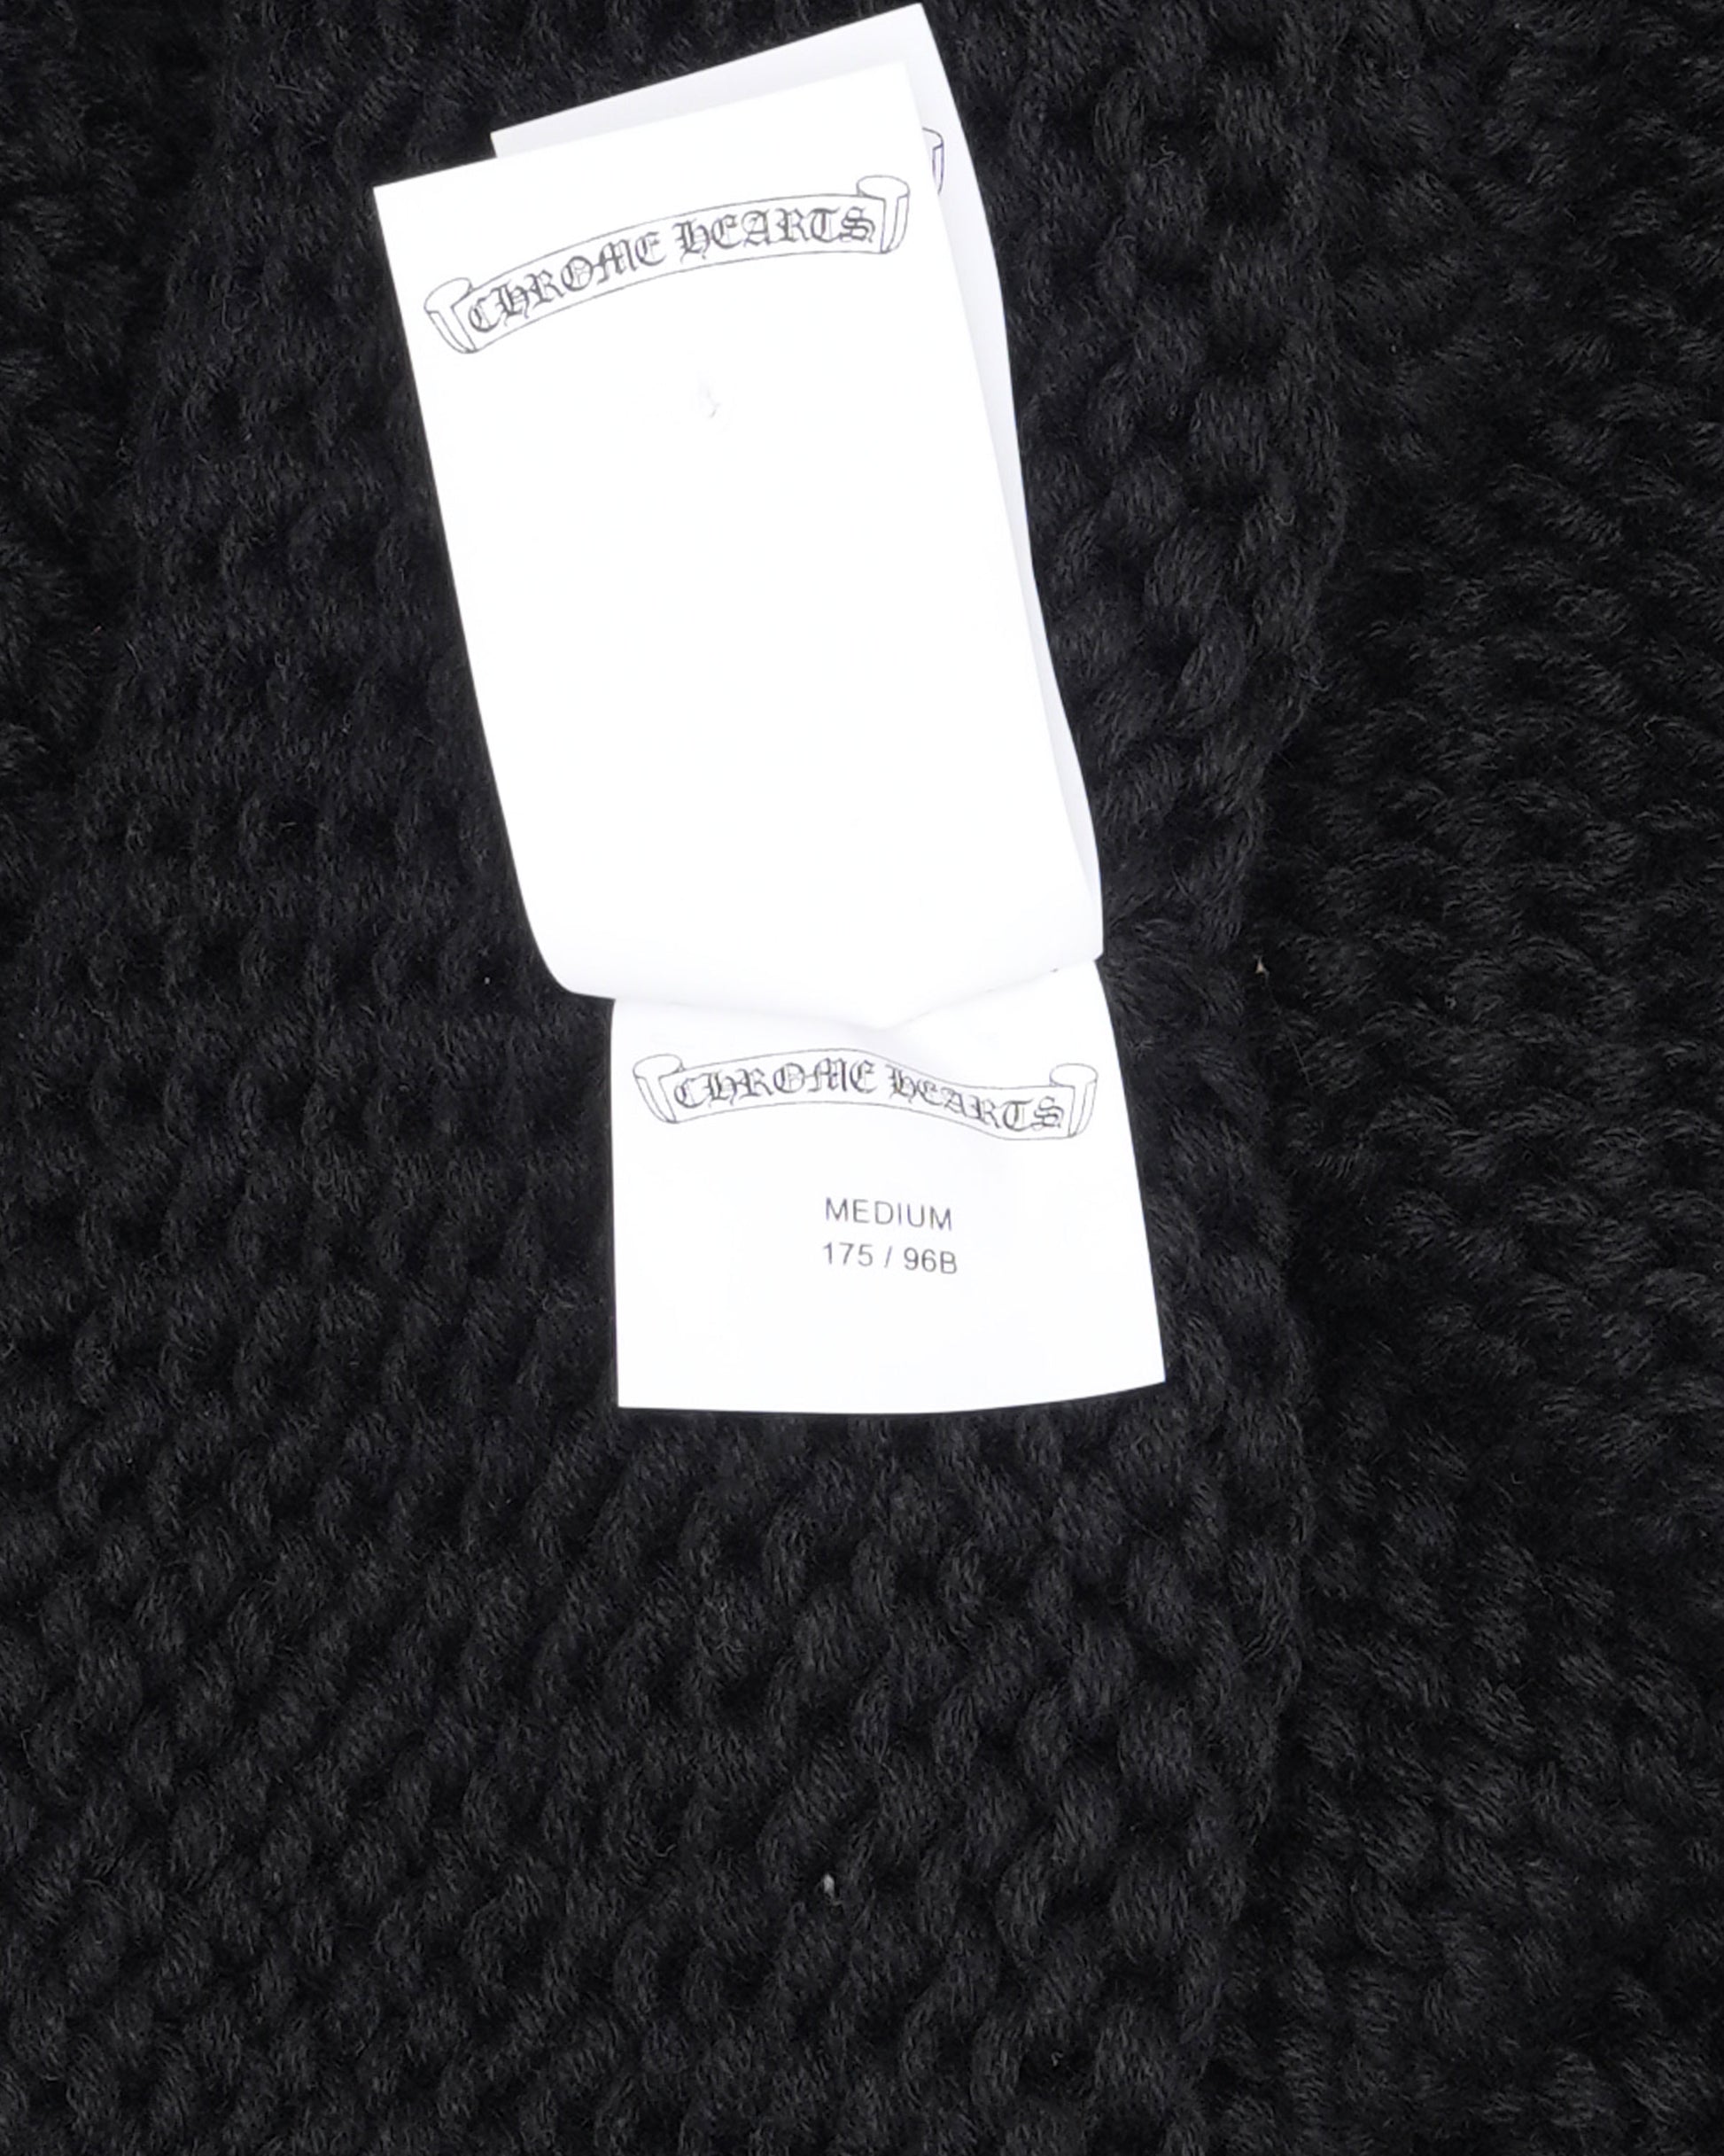 CHROME HEARTS
CHROME HEARTS
MEDIUM
175 / 96B